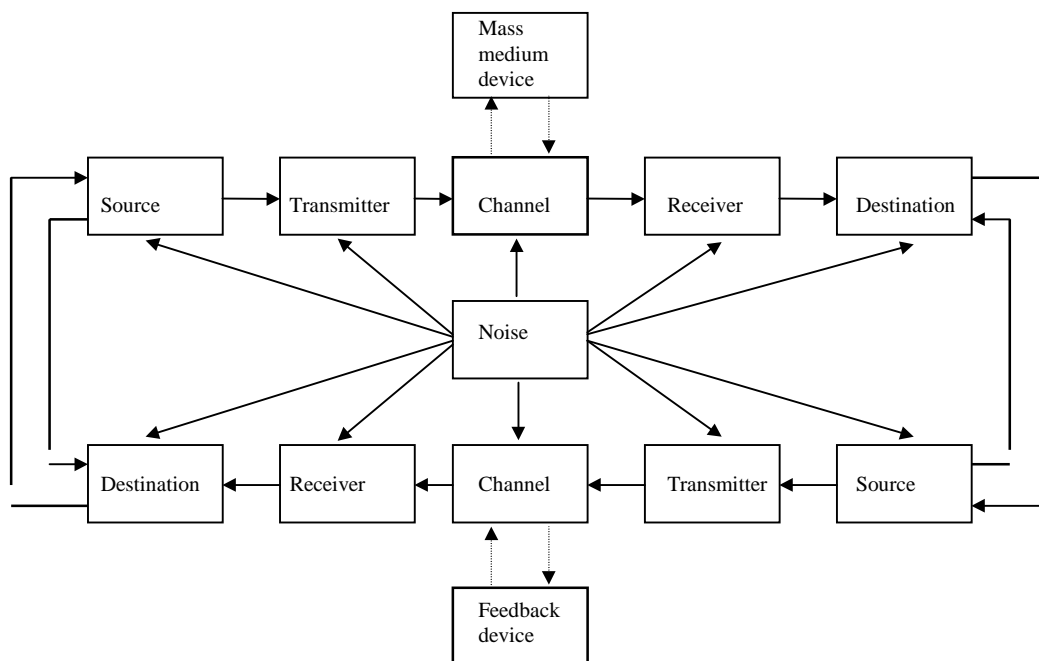 Mass
medium
device
Source
Transmitter
Channel
Receiver
Destination
Noise
Destination
Receiver
Channel
Transmitter
Source
Feedback
device